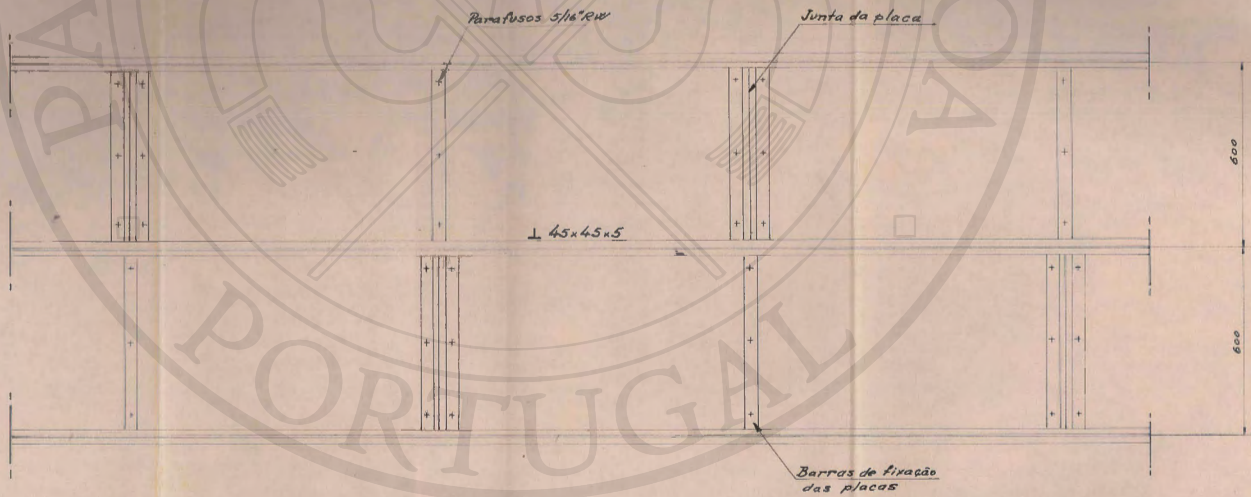 Parafusos 5/16"RW
Junta da placa
600
⊥ 45x45x5
600
Barras de fixação
das placas
PORTUGAL